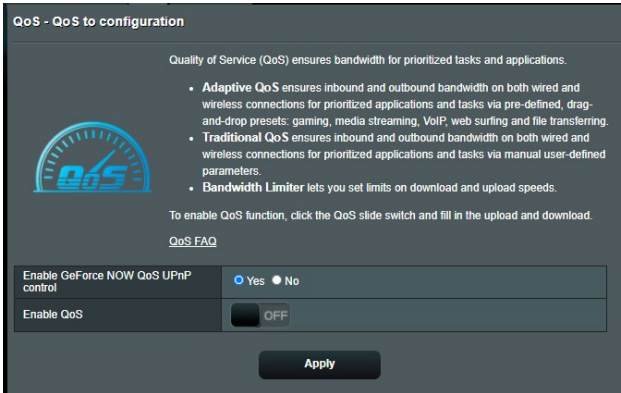 QoS - QoS to configuration
Quality of Service (QoS) ensures bandwidth for prioritized tasks and applications.
• Adaptive QoS ensures inbound and outbound bandwidth on both wired and
wireless connections for prioritized applications and tasks via pre-defined, drag-
and-drop presets: gaming, media streaming, VoIP, web surfing and file transferring.
• Traditional QoS ensures inbound and outbound bandwidth on both wired and
wireless connections for prioritized applications and tasks via manual user-defined
parameters.
• Bandwidth Limiter lets you set limits on download and upload speeds.
QoS
To enable QoS function, click the QoS slide switch and fill in the upload and download.
QoS FAQ
Enable GeForce NOW QoS UPnP
control
Yes No
Enable QoS
OFF
Apply